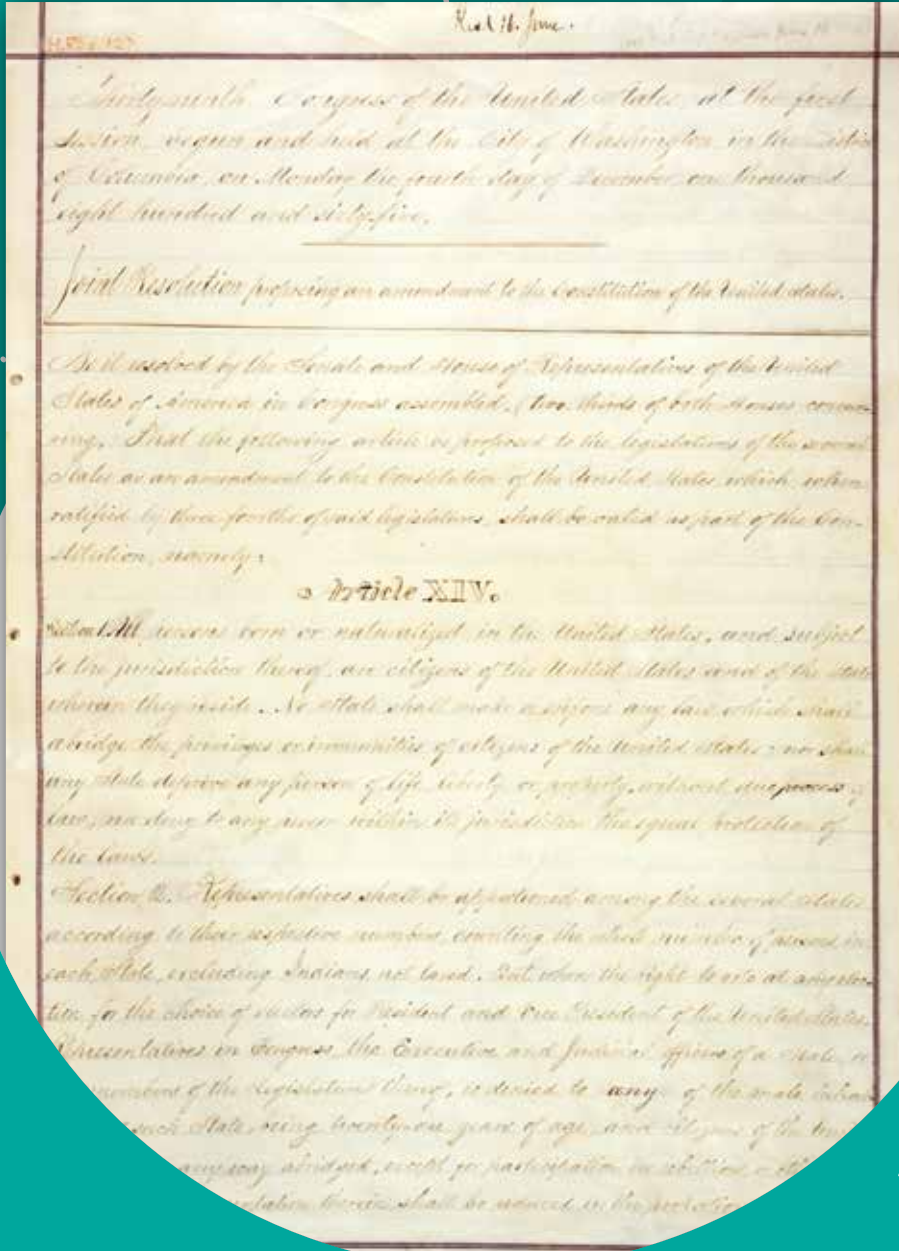 Recd 16. June.
Thirty-ninth Congress of the United States, at the first
session, begun and held at the City of Washington, in the District
of Columbia, on Monday the fourth day of December, one thousand
eight hundred and sixty-five.
Joint Resolution proposing an amendment to the Constitution of the United States.
Be it resolved by the Senate and House of Representatives of the United
States of America in Congress assembled, (two-thirds of both Houses concur-
ring,) That the following article be proposed to the legislatures of the several
States as an amendment to the Constitution of the United States, which, when
ratified by three-fourths of said legislatures, shall be valid as part of the Con-
stitution, namely:
Article XIV.
Section 1. All persons born or naturalized in the United States, and subject
to the jurisdiction thereof, are citizens of the United States and of the State
wherein they reside. No State shall make or enforce any law which shall
abridge the privileges or immunities of citizens of the United States; nor shall
any State deprive any person of life, liberty, or property, without due process of
law; nor deny to any person within its jurisdiction the equal protection of
the laws.
Section 2. Representatives shall be apportioned among the several States
according to their respective numbers, counting the whole number of persons in
each State, excluding Indians not taxed. But when the right to vote at any elec-
tion for the choice of electors for President and Vice President of the United States,
Representatives in Congress, the Executive and Judicial officers of a State, or
members of the Legislature thereof, is denied to any of the male inhab
such State, being twenty-one years of age, and citizens of the Unit
any way abridged, except for participation in rebellion, or oth
therein shall be reduced in the proportio